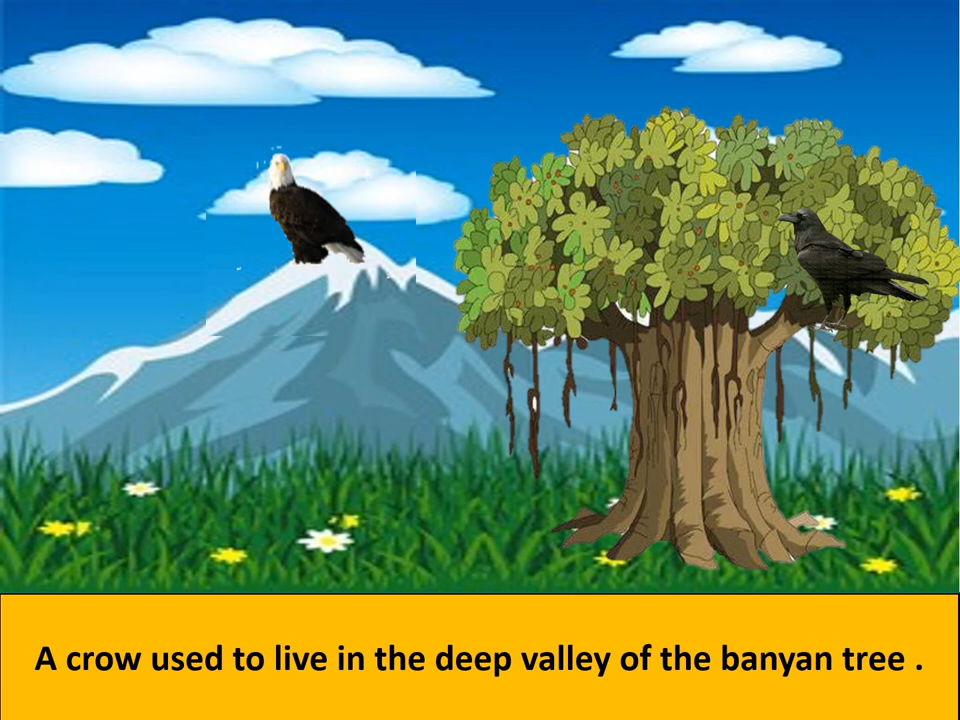 A crow used to live in the deep valley of the banyan tree .